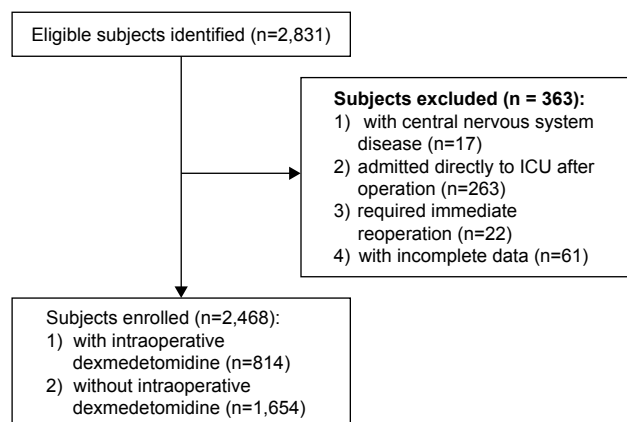 Eligible subjects identified (n=2,831)
Subjects excluded (n = 363):
1) with central nervous system
disease (n=17)
2) admitted directly to ICU after
operation (n=263)
3) required immediate
reoperation (n=22)
4) with incomplete data (n=61)
Subjects enrolled (n=2,468):
1) with intraoperative
dexmedetomidine (n=814)
2) without intraoperative
dexmedetomidine (n=1,654)